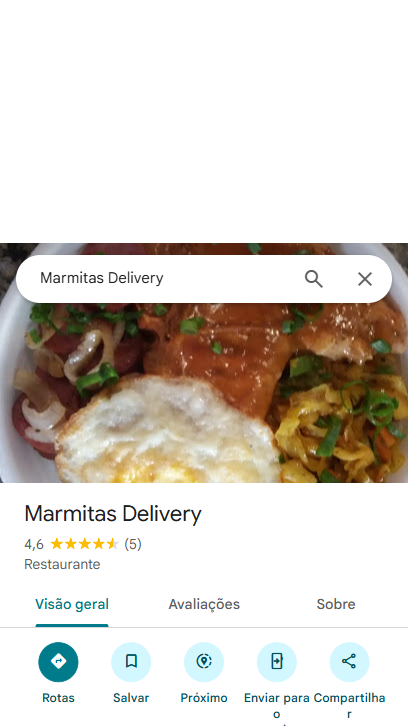 Marmitas Delivery
Marmitas Delivery
4,6 (5)
Restaurante
Visão geral Avaliações Sobre
Rotas Salvar Próximo Enviar para o Compartilhar